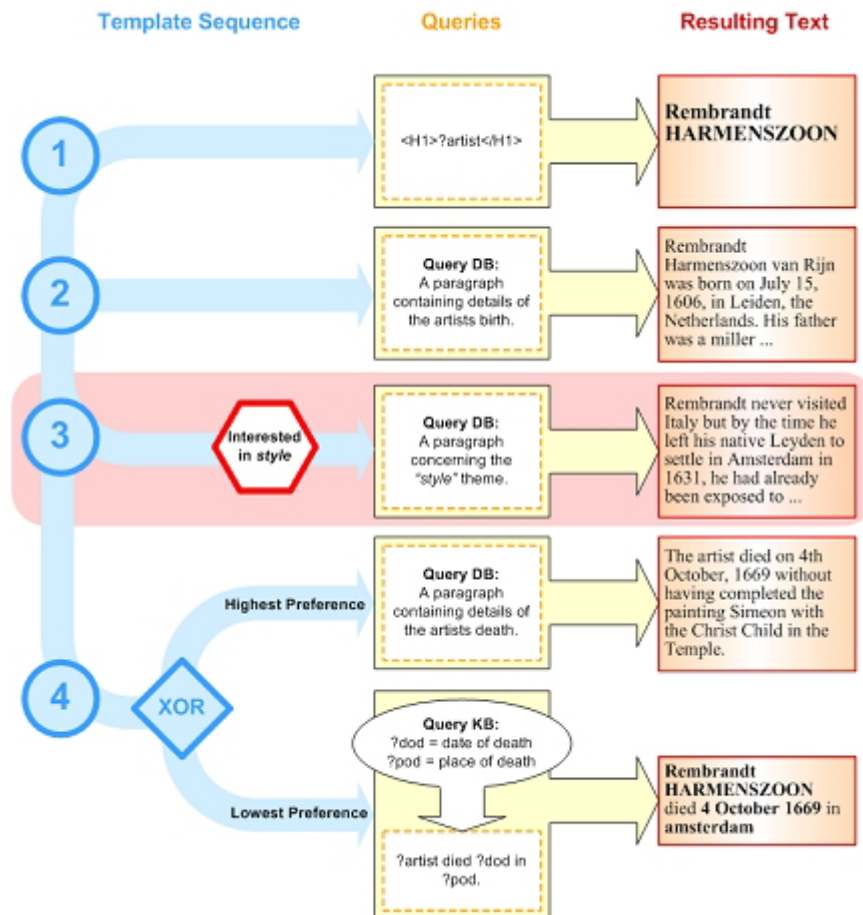 Template Sequence
Queries
Resulting Text
1
<H1>?artist</H1>
Rembrandt
HARMENSZOON
2
Query DB:
A paragraph
containing details of
the artists birth.
Rembrandt
Harmenszoon van Rijn
was born on July 15,
1606, in Leiden, the
Netherlands. His father
was a miller ...
3
Interested
in style
Query DB:
A paragraph
concerning the
"style" theme.
Rembrandt never visited
Italy but by the time he
left his native Leyden to
settle in Amsterdam in
1631, he had already
been exposed to ...
4
XOR
Highest Preference
Query DB:
A paragraph
containing details of
the artists death.
The artist died on 4th
October, 1669 without
having completed the
painting Simeon with
the Christ Child in the
Temple.
Lowest Preference
Query KB:
?dod = date of death
?pod = place of death
?artist died ?dod in
?pod.
Rembrandt
HARMENSZOON
died 4 October 1669 in
amsterdam